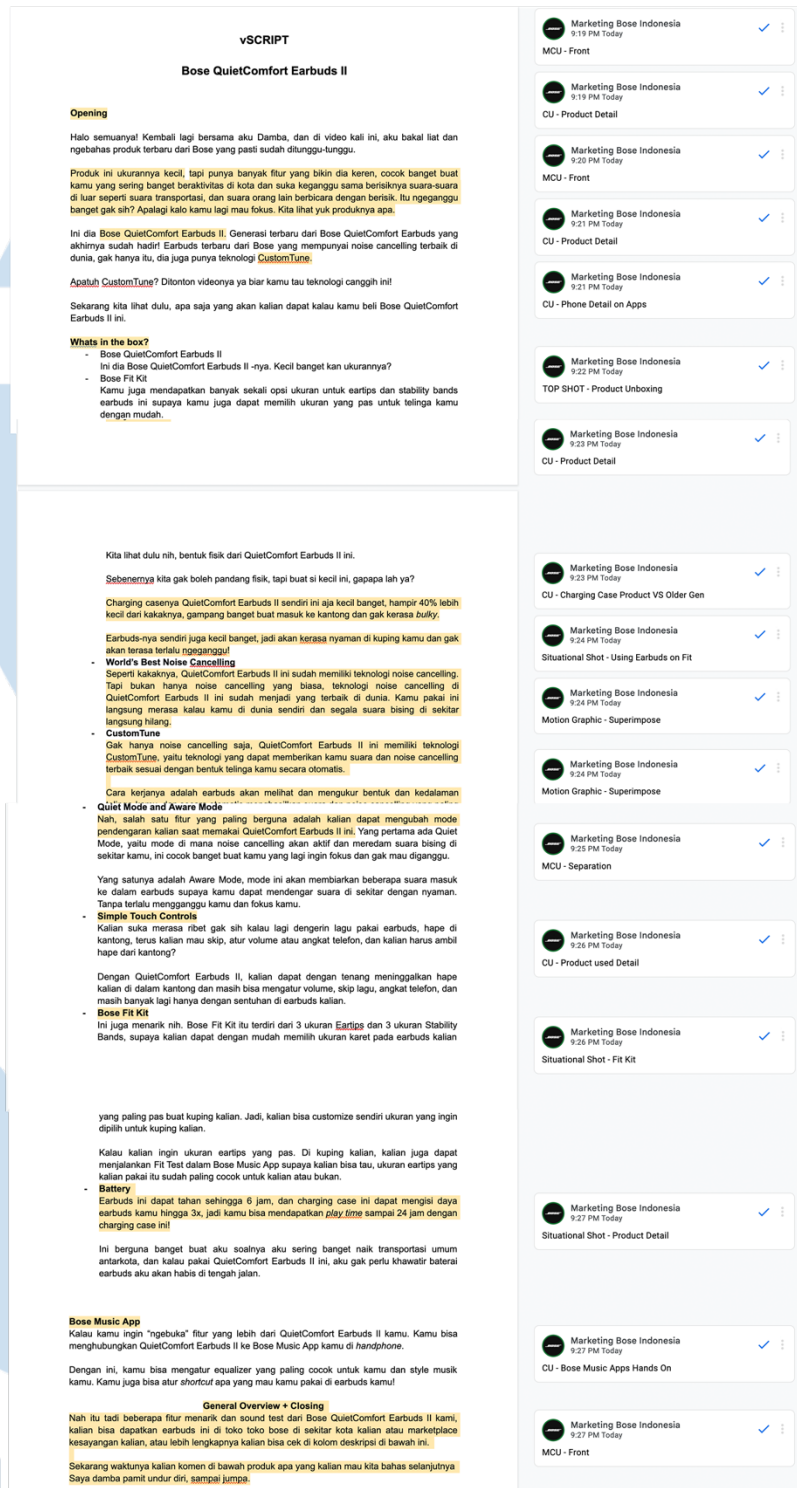 vSCRIPT
Bose QuietComfort Earbuds II
Opening
Halo semuanya! Kembali lagi bersama aku Damba, dan di video kali ini, aku bakal liat dan
ngebahas produk terbaru dari Bose yang pasti sudah ditunggu-tunggu.
Produk ini ukurannya kecil, tapi punya banyak fitur yang bikin dia keren, cocok banget buat
kamu yang sering banget beraktivitas di kota dan suka keganggu sama berisiknya suara-suara
di luar seperti suara transportasi, dan suara orang lain berbicara dengan berisik. Itu ngeganggu
banget gak sih? Apalagi kalo kamu lagi mau fokus. Kita lihat yuk produknya apa.
Ini dia Bose QuietComfort Earbuds II. Generasi terbaru dari Bose QuietComfort Earbuds yang
akhirnya sudah hadir! Earbuds terbaru dari Bose yang mempunyai noise cancelling terbaik di
dunia, gak hanya itu, dia juga punya teknologi CustomTune.
Apatuh CustomTune? Ditonton videonya ya biar kamu tau teknologi canggih ini!
Sekarang kita lihat dulu, apa saja yang akan kalian dapat kalau kamu beli Bose QuietComfort
Earbuds II ini.
Whats in the box?
- Bose QuietComfort Earbuds II
Ini dia Bose QuietComfort Earbuds II -nya. Kecil banget kan ukurannya?
- Bose Fit Kit
Kamu juga mendapatkan banyak sekali opsi ukuran untuk eartips dan stability bands
earbuds ini supaya kamu juga dapat memilih ukuran yang pas untuk telinga kamu
dengan mudah.
Kita lihat dulu nih, bentuk fisik dari QuietComfort Earbuds II ini.
Sebenernya kita gak boleh pandang fisik, tapi buat si kecil ini, gapapa lah ya?
Charging casenya QuietComfort Earbuds II sendiri ini aja kecil banget, hampir 40% lebih
kecil dari kakaknya, gampang banget buat masuk ke kantong dan gak kerasa bulky.
Earbuds-nya sendiri juga kecil banget, jadi akan kerasa nyaman di kuping kamu dan gak
akan terasa terlalu ngeganggu!
- World's Best Noise Cancelling
Seperti kakaknya, QuietComfort Earbuds II ini sudah memiliki teknologi noise cancelling.
Tapi bukan hanya noise cancelling yang biasa, teknologi noise cancelling di
QuietComfort Earbuds II ini sudah menjadi yang terbaik di dunia. Kamu pakai ini
langsung merasa kalau kamu di dunia sendiri dan segala suara bising di sekitar
langsung hilang.
- CustomTune
Gak hanya noise cancelling saja, QuietComfort Earbuds II ini memiliki teknologi
CustomTune, yaitu teknologi yang dapat memberikan kamu suara dan noise cancelling
terbaik sesuai dengan bentuk telinga kamu secara otomatis.
Cara kerjanya adalah earbuds akan melihat dan mengukur bentuk dan kedalaman
- Quiet Mode and Aware Mode
Nah, salah satu fitur yang paling berguna adalah kalian dapat mengubah mode
pendengaran kalian saat memakai QuietComfort Earbuds II ini. Yang pertama ada Quiet
Mode, yaitu mode di mana noise cancelling akan aktif dan meredam suara bising di
sekitar kamu, ini cocok banget buat kamu yang lagi ingin fokus dan gak mau diganggu.
Yang satunya adalah Aware Mode, mode ini akan membiarkan beberapa suara masuk
ke dalam earbuds supaya kamu dapat mendengar suara di sekitar dengan nyaman.
Tanpa terlalu mengganggu kamu dan fokus kamu.
- Simple Touch Controls
Kalian suka merasa ribet gak sih kalau lagi dengerin lagu pakai earbuds, hape di
kantong, terus kalian mau skip, atur volume atau angkat telefon, dan kalian harus ambil
hape dari kantong?
Dengan QuietComfort Earbuds II, kalian dapat dengan tenang meninggalkan hape
kalian di dalam kantong dan masih bisa mengatur volume, skip lagu, angkat telefon, dan
masih banyak lagi hanya dengan sentuhan di earbuds kalian.
- Bose Fit Kit
Ini juga menarik nih. Bose Fit Kit itu terdiri dari 3 ukuran Eartips dan 3 ukuran Stability
Bands, supaya kalian dapat dengan mudah memilih ukuran karet pada earbuds kalian
yang paling pas buat kuping kalian. Jadi, kalian bisa customize sendiri ukuran yang ingin
dipilih untuk kuping kalian.
Kalau kalian ingin ukuran eartips yang pas. Di kuping kalian, kalian juga dapat
menjalankan Fit Test dalam Bose Music App supaya kalian bisa tau, ukuran eartips yang
kalian pakai itu sudah paling cocok untuk kalian atau bukan.
- Battery
Earbuds ini dapat tahan sehingga 6 jam, dan charging case ini dapat mengisi daya
earbuds kamu hingga 3x, jadi kamu bisa mendapatkan play time sampai 24 jam dengan
charging case ini!
Ini berguna banget buat aku soalnya aku sering banget naik transportasi umum
antarkota, dan kalau pakai QuietComfort Earbuds II ini, aku gak perlu khawatir baterai
earbuds aku akan habis di tengah jalan.
Bose Music App
Kalau kamu ingin "ngebuka" fitur yang lebih dari QuietComfort Earbuds II kamu. Kamu bisa
menghubungkan QuietComfort Earbuds II ke Bose Music App kamu di handphone.
Dengan ini, kamu bisa mengatur equalizer yang paling cocok untuk kamu dan style musik
kamu. Kamu juga bisa atur shortcut apa yang mau kamu pakai di earbuds kamu!
General Overview + Closing
Nah itu tadi beberapa fitur menarik dan sound test dari Bose QuietComfort Earbuds II kami,
kalian bisa dapatkan earbuds ini di toko toko bose di sekitar kota kalian atau marketplace
kesayangan kalian, atau lebih lengkapnya kalian bisa cek di kolom deskripsi di bawah ini.
Sekarang waktunya kalian komen di bawah produk apa yang kalian mau kita bahas selanjutnya
Saya damba pamit undur diri, sampai jumpa.
Marketing Bose Indonesia
9:19 PM Today
MCU - Front
Marketing Bose Indonesia
9:19 PM Today
CU - Product Detail
Marketing Bose Indonesia
9:20 PM Today
MCU - Front
Marketing Bose Indonesia
9:21 PM Today
CU - Product Detail
Marketing Bose Indonesia
9:21 PM Today
CU - Phone Detail on Apps
Marketing Bose Indonesia
9:22 PM Today
TOP SHOT - Product Unboxing
Marketing Bose Indonesia
9:23 PM Today
CU - Product Detail
Marketing Bose Indonesia
9:23 PM Today
CU - Charging Case Product VS Older Gen
Marketing Bose Indonesia
9:24 PM Today
Situational Shot - Using Earbuds on Fit
Marketing Bose Indonesia
9:24 PM Today
Motion Graphic - Superimpose
Marketing Bose Indonesia
9:24 PM Today
Motion Graphic - Superimpose
Marketing Bose Indonesia
9:25 PM Today
MCU - Separation
Marketing Bose Indonesia
9:26 PM Today
CU - Product used Detail
Marketing Bose Indonesia
9:26 PM Today
Situational Shot - Fit Kit
Marketing Bose Indonesia
9:27 PM Today
Situational Shot - Product Detail
Marketing Bose Indonesia
9:27 PM Today
CU - Bose Music Apps Hands On
Marketing Bose Indonesia
9:27 PM Today
MCU - Front